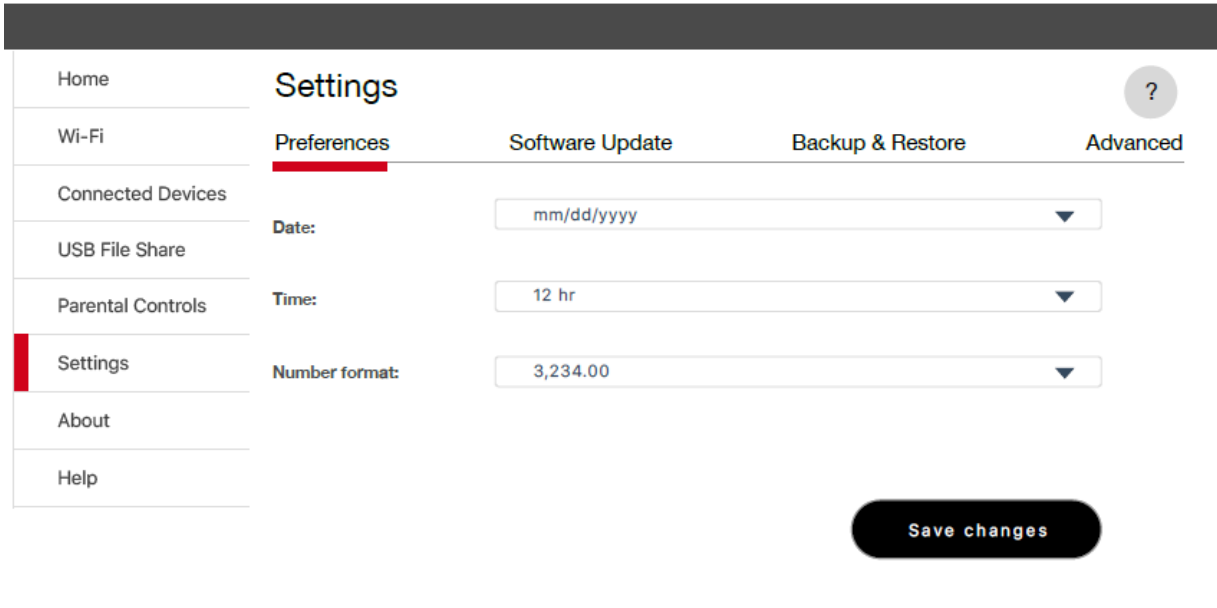 Home
Wi-Fi
Connected Devices
USB File Share
Parental Controls
Settings
About
Help
Settings
?
Preferences Software Update Backup & Restore Advanced
Date: mm/dd/yyyy
Time: 12 hr
Number format: 3,234.00
Save changes